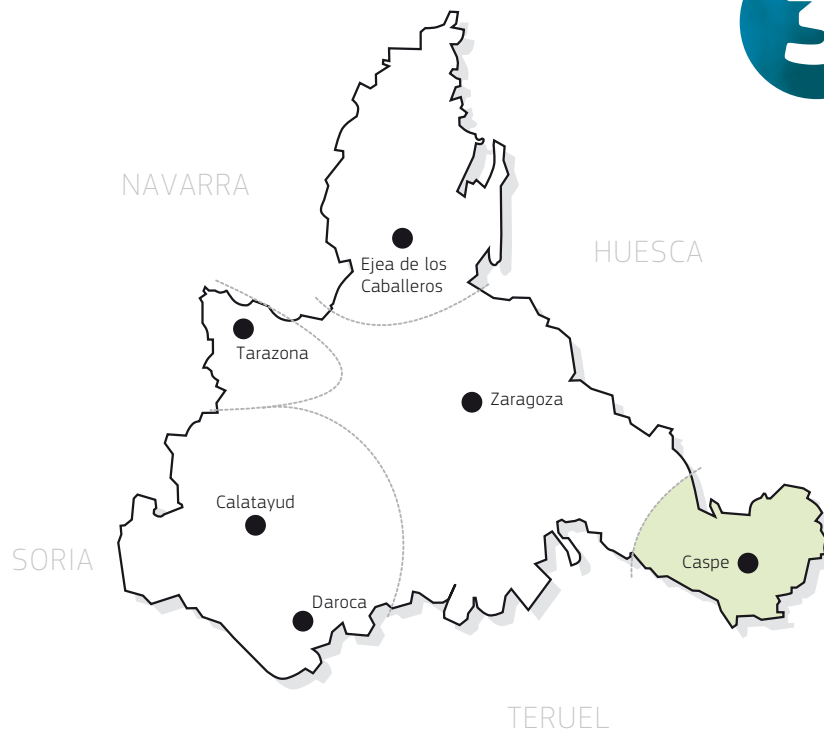 NAVARRA
HUESCA
Ejea de los
Caballeros
Tarazona
Zaragoza
Calatayud
SORIA
Caspe
Daroca
TERUEL